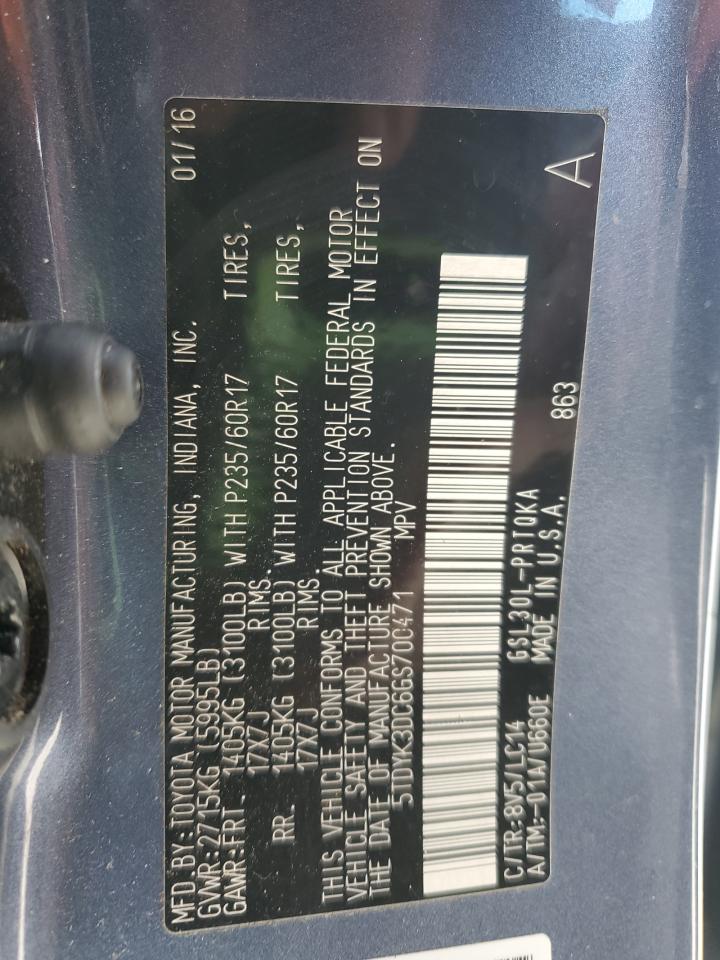 MFD.BY:TOYOTA MOTOR MANUFACTURING, INDIANA, INC. 01/16
GVWR:2715KG (5995LB)
GAWR:FRT. 1405KG (3100LB) WITH P235/60R17 TIRES,
17X7J RIMS.
RR. 1405KG (3100LB) WITH P235/60R17 TIRES,
17X7J RIMS.
THIS VEHICLE CONFORMS TO ALL APPLICABLE FEDERAL MOTOR
VEHICLE SAFETY AND THEFT PREVENTION STANDARDS IN EFFECT ON
THE DATE OF MANUFACTURE SHOWN ABOVE.
5TDYK3DC6GS700471 MPV
C/TR:8V5/LC14 GSL30L-PRTQKA 863 A
A/TM:-01A/U660E MADE IN U.S.A.